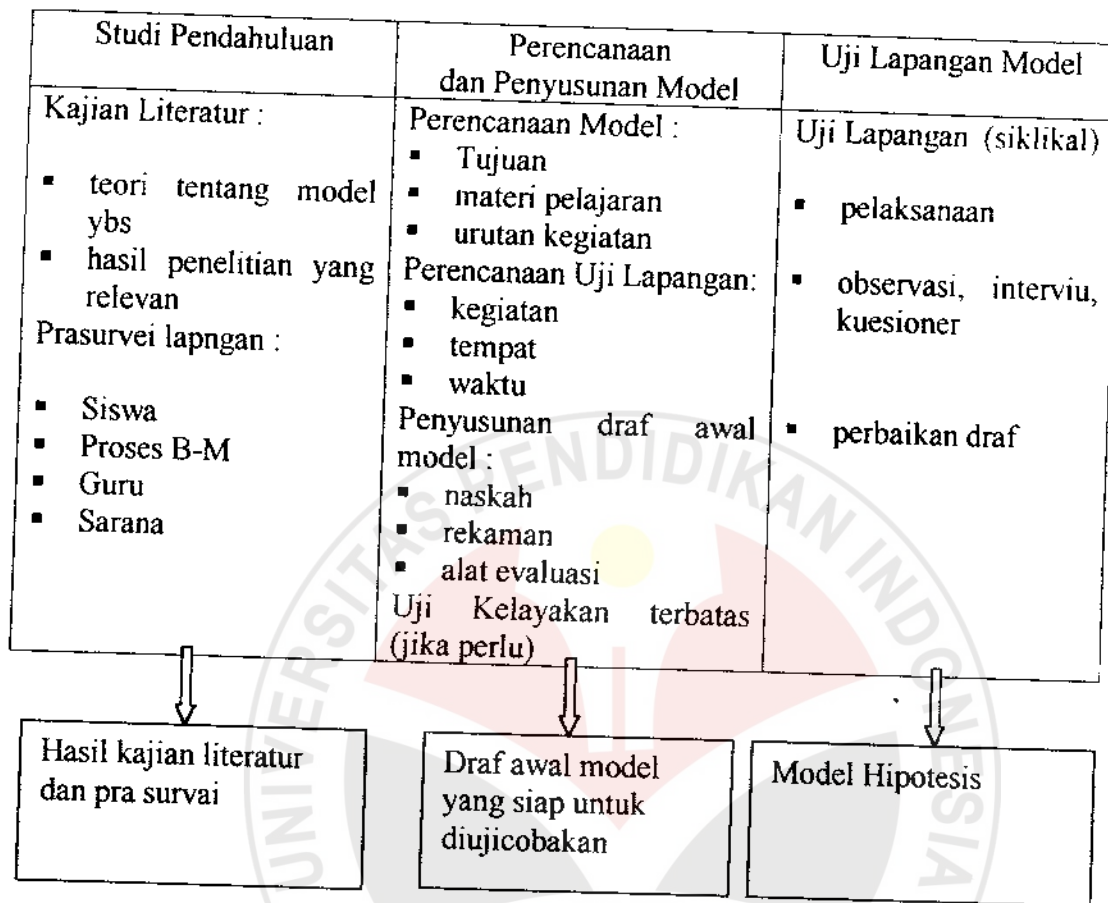 Studi Pendahuluan
Kajian Literatur :
▪ teori tentang model
ybs
▪ hasil penelitian yang
relevan
Prasurvei lapngan :
▪ Siswa
▪ Proses B-M
▪ Guru
▪ Sarana
Perencanaan
dan Penyusunan Model
Perencanaan Model :
▪ Tujuan
▪ materi pelajaran
▪ urutan kegiatan
Perencanaan Uji Lapangan:
▪ kegiatan
▪ tempat
▪ waktu
Penyusunan draf awal
model :
▪ naskah
▪ rekaman
▪ alat evaluasi
Uji Kelayakan terbatas
(jika perlu)
Uji Lapangan Model
Uji Lapangan (siklikal)
▪ pelaksanaan
▪ observasi, interviu,
kuesioner
▪ perbaikan draf
Hasil kajian literatur
dan pra survai
Draf awal model
yang siap untuk
diujicobakan
Model Hipotesis
UNIVERSITAS PENDIDIKAN INDONESIA